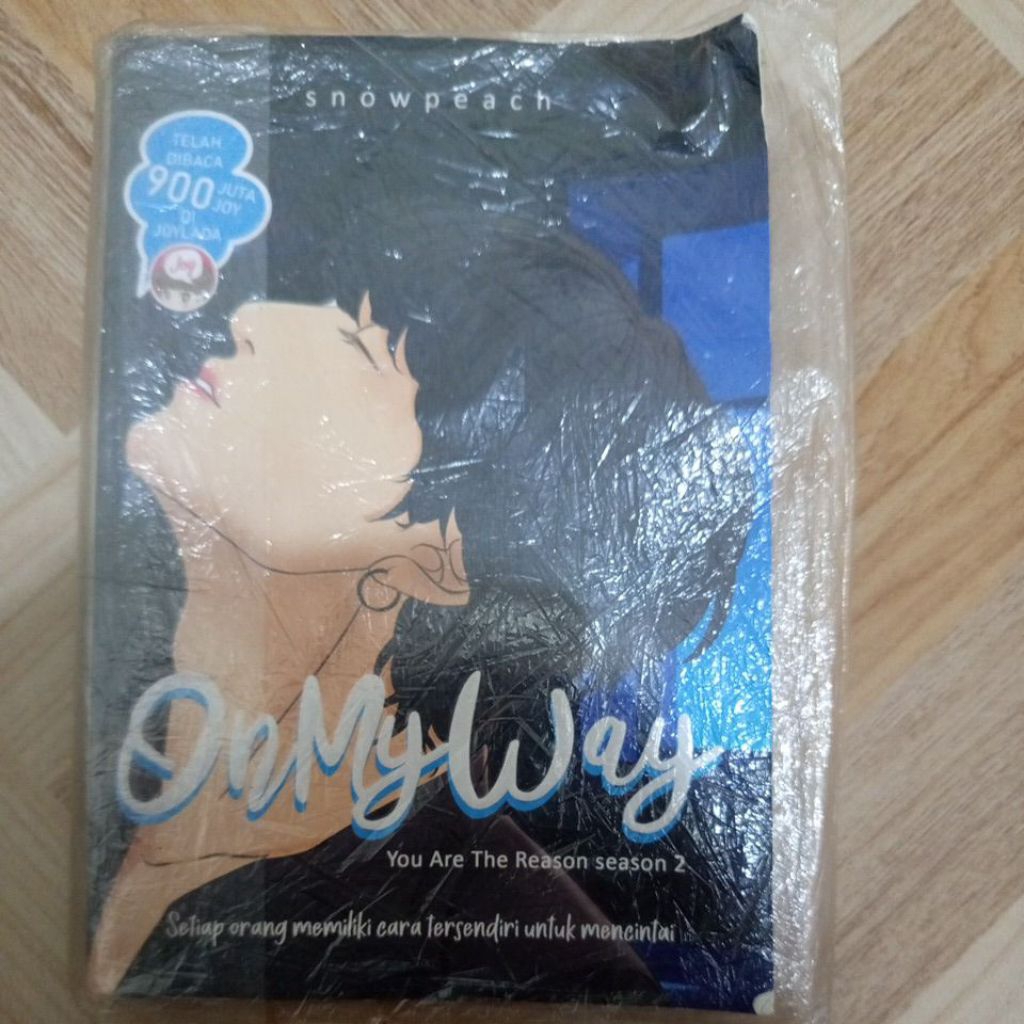 snowpeach
TELAH
DIBACA
900 JUTA
JOY
DI
JOYLADA
Joy
OnMyWay
You Are The Reason season 2
Setiap orang memiliki cara tersendiri untuk mencintai